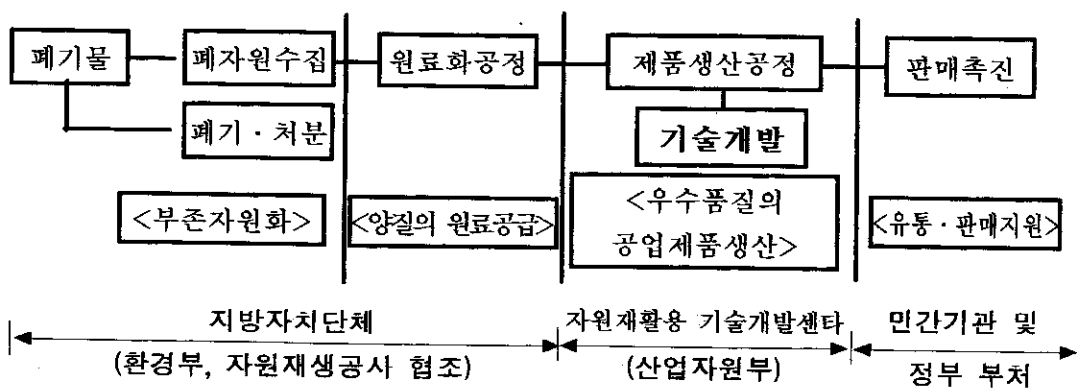 폐기물
폐자원수집
원료화공정
제품생산공정
판매촉진
폐기·처분
기술개발
<부존자원화>
<양질의 원료공급>
<우수품질의
공업제품생산>
<유통·판매지원>
지방자치단체
(환경부, 자원재생공사 협조)
자원재활용 기술개발센타
(산업자원부)
민간기관 및
정부 부처